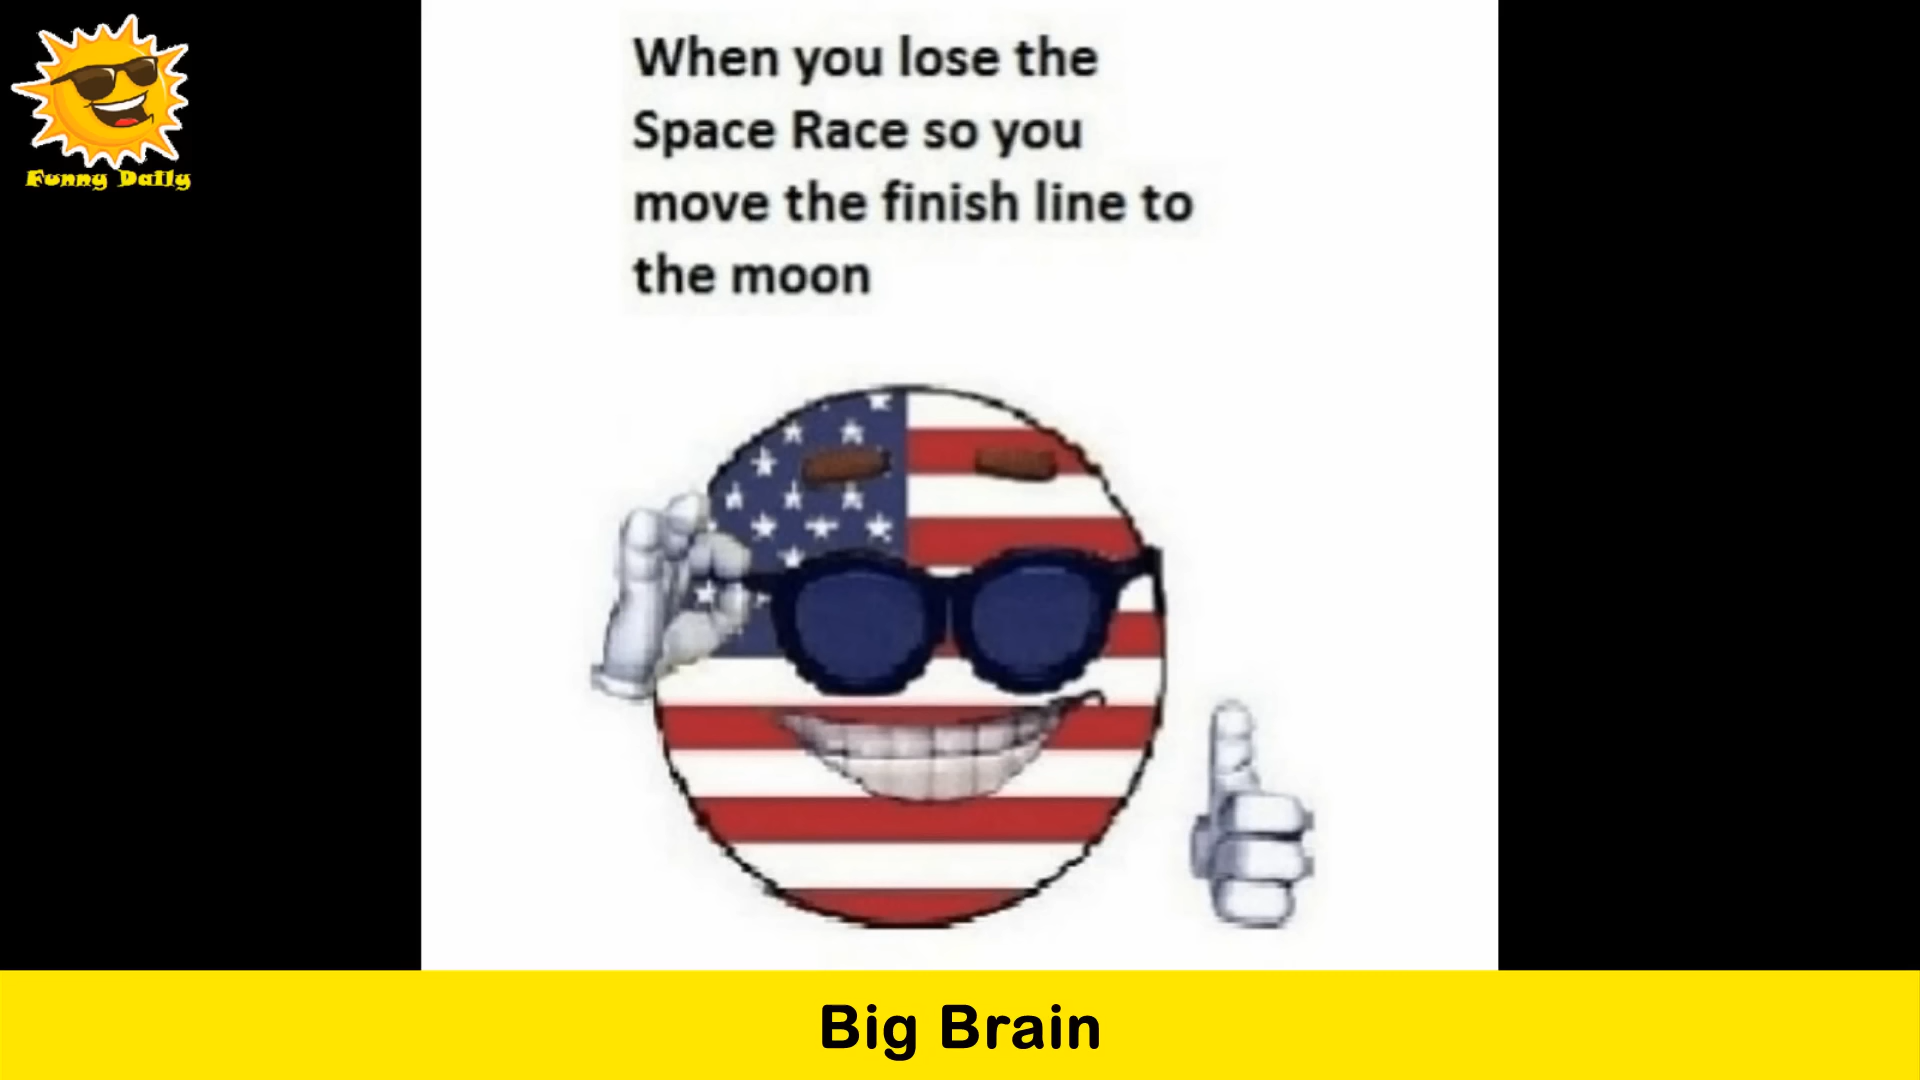 Funny Daily
When you lose the
Space Race so you
move the finish line to
the moon
Big Brain